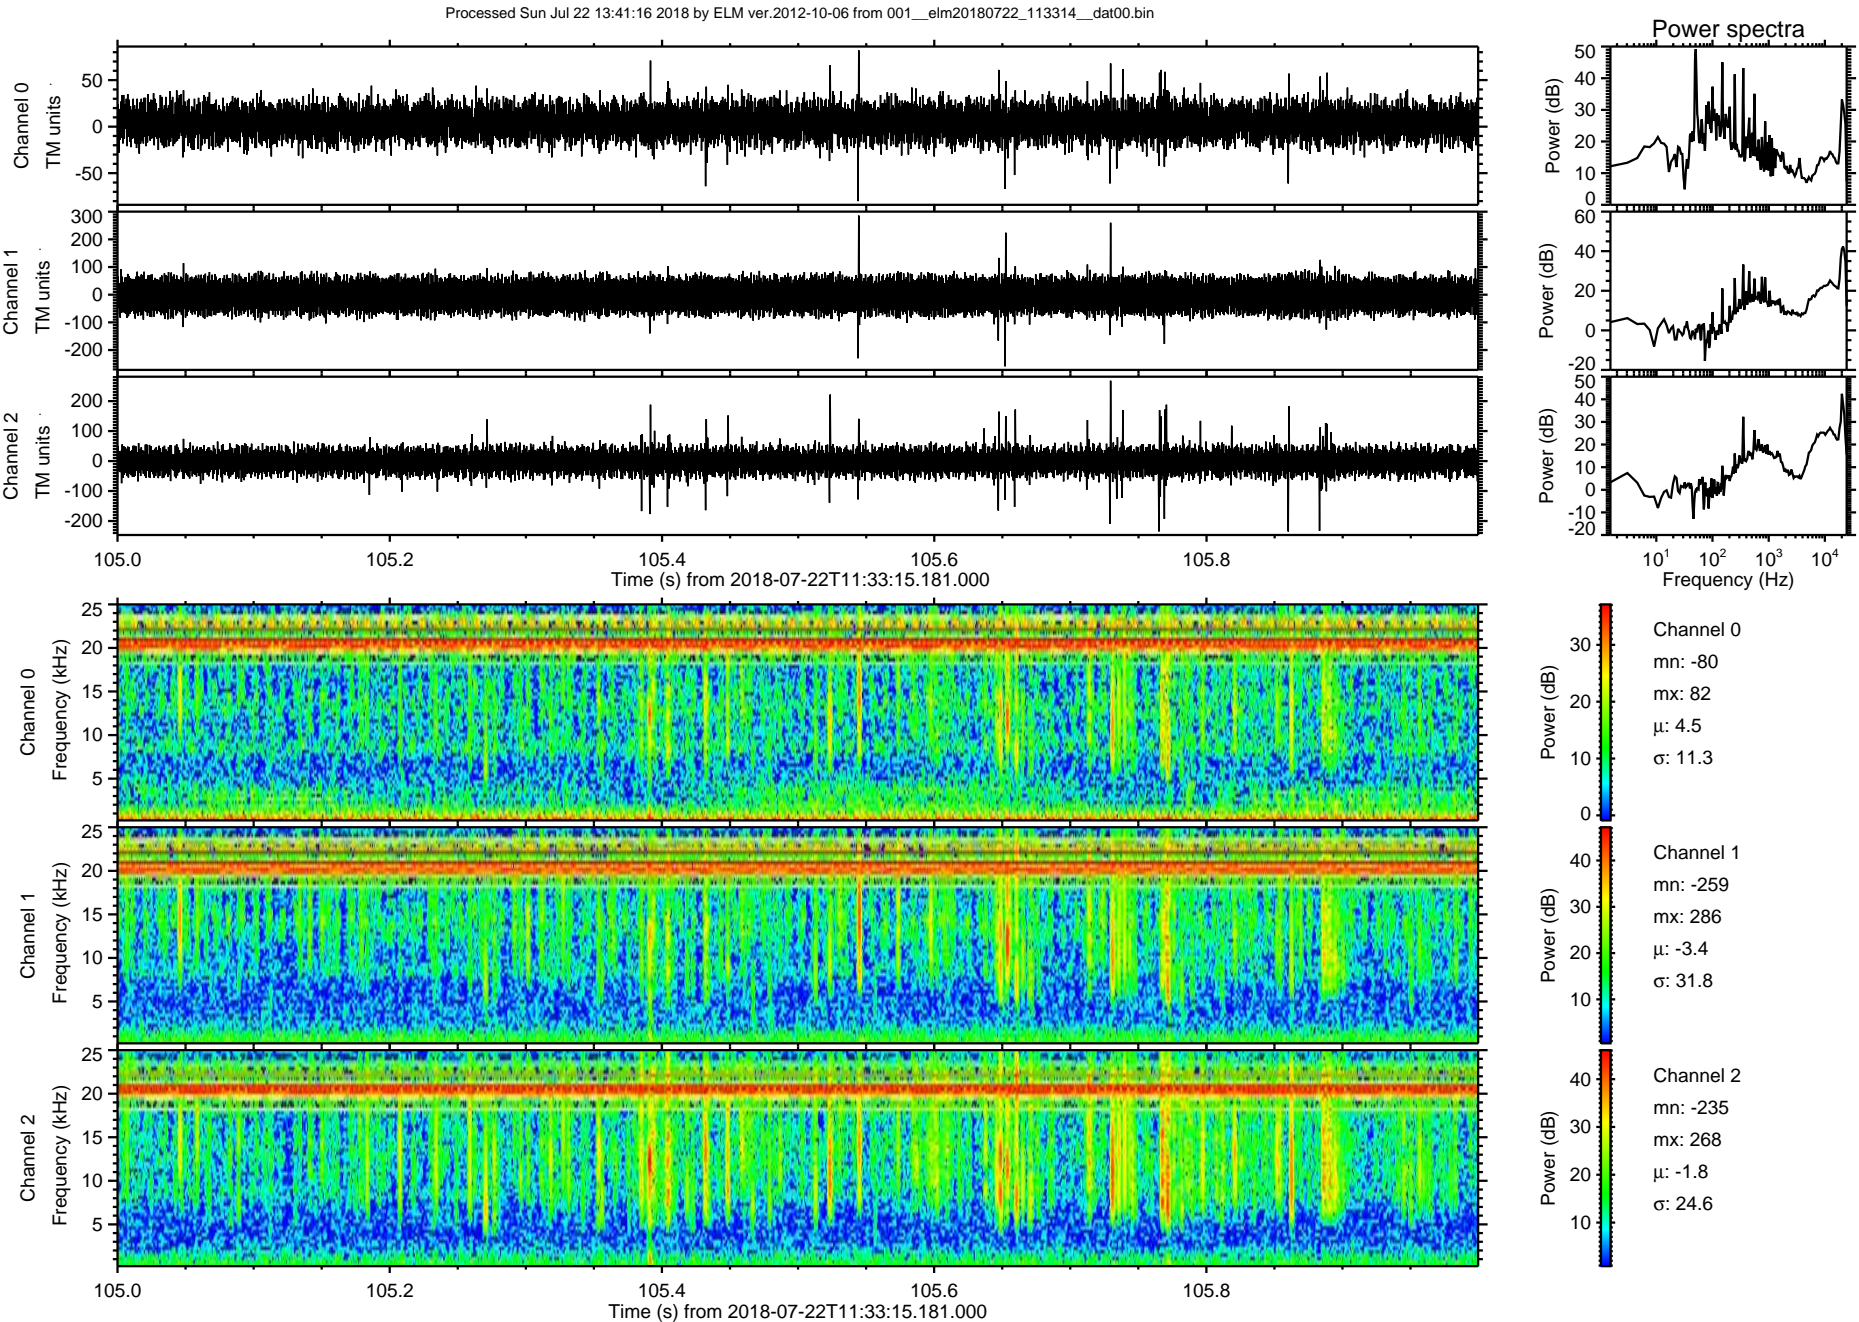 Processed Sun Jul 22 13:41:16 2018 by ELM ver.2012-10-06 from 001__elm20180722_113314__dat00.bin
Power spectra
Channel 0
TM units
50
0
-50
Power (dB)
50
40
30
20
10
0
Channel 1
TM units
300
200
100
0
-100
-200
Power (dB)
60
40
20
0
-20
Channel 2
TM units
200
100
0
-100
-200
Power (dB)
50
40
30
20
10
0
-10
-20
105.0 105.2 105.4 105.6 105.8
Time (s) from 2018-07-22T11:33:15.181.000
10¹ 10² 10³ 10⁴
Frequency (Hz)
Channel 0
Frequency (kHz)
25
20
15
10
5
Power (dB)
30
20
10
0
Channel 0
mn: -80
mx: 82
µ: 4.5
σ: 11.3
Channel 1
Frequency (kHz)
25
20
15
10
5
Power (dB)
40
30
20
10
Channel 1
mn: -259
mx: 286
µ: -3.4
σ: 31.8
Channel 2
Frequency (kHz)
25
20
15
10
5
Power (dB)
40
30
20
10
Channel 2
mn: -235
mx: 268
µ: -1.8
σ: 24.6
105.0 105.2 105.4 105.6 105.8
Time (s) from 2018-07-22T11:33:15.181.000